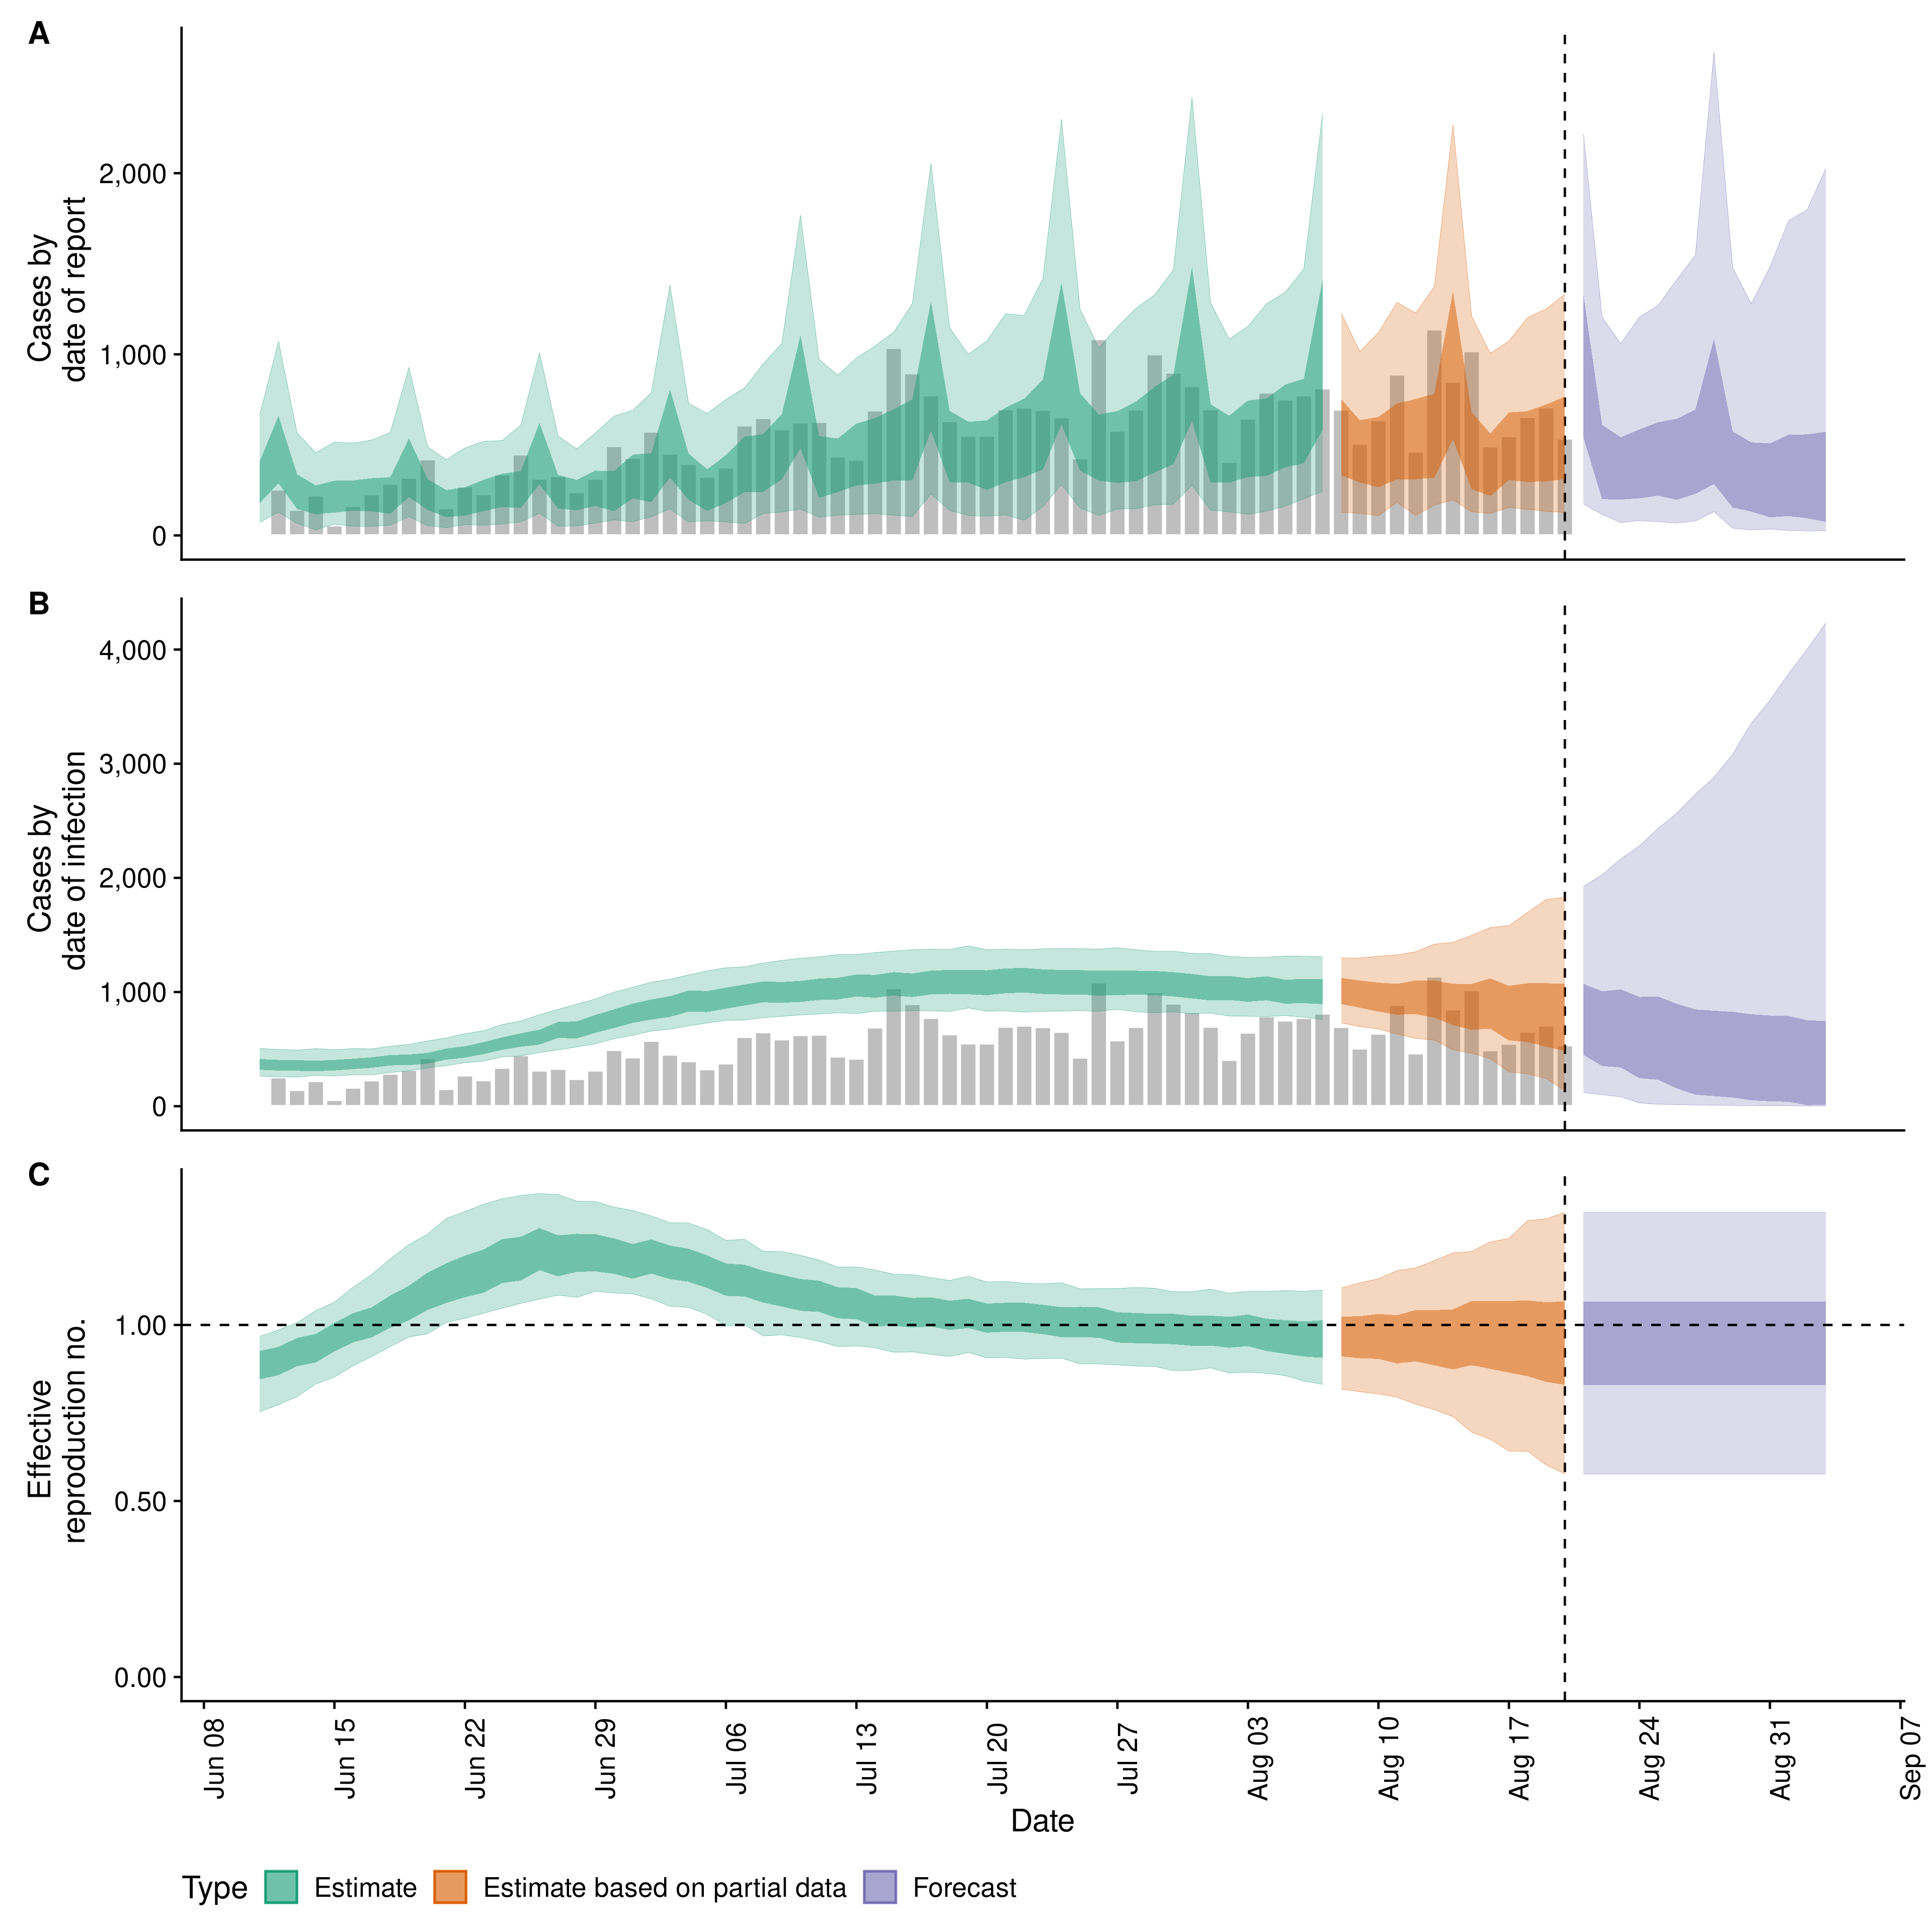 A
Cases by
date of report
2,000
1,000
0
B
Cases by
date of infection
4,000
3,000
2,000
1,000
0
C
Effective
reproduction no.
1.00
0.50
0.00
Jun 08
Jun 15
Jun 22
Jun 29
Jul 06
Jul 13
Jul 20
Jul 27
Aug 03
Aug 10
Aug 17
Aug 24
Aug 31
Sep 07
Date
Type Estimate Estimate based on partial data Forecast